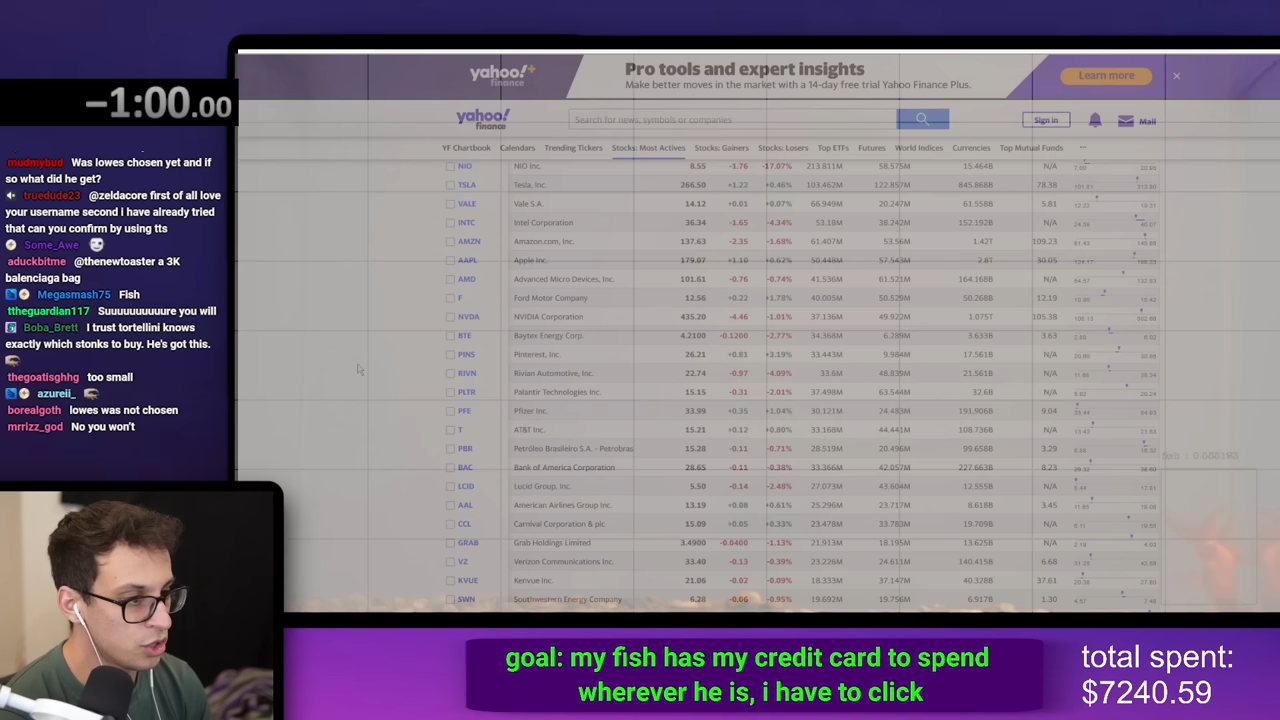 -1:00.00
mudmybud Was lowes chosen yet and if
so what did he get?
truedude23 @zeldacore first of all love
your username second I have already tried
that can you confirm by using tts
Some_Awe
aduckbitme @thenewtoaster a 3K
balenciaga bag
Megasmash75 Fish
ttheguardian117 Suuuuuuuuure you will
Boba_Brett I trust tortellini knows
exactly which stonks to buy. He's got this.
thegoatisghhg too small
azureii_
borealgoth lowes was not chosen
mrrizz_god No you won't
yahoo!+ finance
Pro tools and expert insights
Make better moves in the market with a 14-day free trial Yahoo Finance Plus.
Learn more
yahoo! finance
Search for news, symbols or companies
Sign in
Mail
YF Chartbook Calendars Trending Tickers Stocks: Most Actives Stocks: Gainers Stocks: Losers Top ETFs Futures World Indices Currencies Top Mutual Funds
NIO NIO Inc. 8.55 -1.76 -17.07% 213.811M 58.575M 15.464B N/A
TSLA Tesla, Inc. 266.50 +1.22 +0.46% 103.462M 122.857M 845.868B 78.38
VALE Vale S.A. 14.12 +0.01 +0.07% 66.949M 20.247M 61.558B 5.81
INTC Intel Corporation 36.34 -1.65 -4.34% 53.18M 38.242M 152.192B N/A
AMZN Amazon.com, Inc. 137.63 -2.35 -1.68% 61.407M 53.56M 1.42T 109.23
AAPL Apple Inc. 179.07 +1.10 +0.62% 50.448M 57.543M 2.8T 30.05
AMD Advanced Micro Devices, Inc. 101.61 -0.76 -0.74% 41.536M 61.521M 164.168B N/A
F Ford Motor Company 12.56 +0.22 +1.78% 40.005M 50.529M 50.268B 12.19
NVDA NVIDIA Corporation 435.20 -4.46 -1.01% 37.136M 49.922M 1.075T 105.38
BTE Baytex Energy Corp. 4.2100 -0.1200 -2.77% 34.368M 6.289M 3.633B 3.63
PINS Pinterest, Inc. 26.21 +0.81 +3.19% 33.443M 9.984M 17.561B N/A
RIVN Rivian Automotive, Inc. 22.74 -0.97 -4.09% 33.6M 48.839M 21.561B N/A
PLTR Palantir Technologies Inc. 15.15 -0.31 -2.01% 37.498M 63.544M 32.6B N/A
PFE Pfizer Inc. 33.99 +0.35 +1.04% 30.121M 24.483M 191.906B 9.04
T AT&T Inc. 15.21 +0.12 +0.80% 33.168M 44.441M 108.736B N/A
PBR Petróleo Brasileiro S.A. - Petrobras 15.28 -0.11 -0.71% 28.519M 20.496M 99.658B 3.29
BAC Bank of America Corporation 28.65 -0.11 -0.38% 33.366M 42.057M 227.663B 8.23
LCID Lucid Group, Inc. 5.50 -0.14 -2.48% 27.073M 43.604M 12.555B N/A
AAL American Airlines Group Inc. 13.19 +0.08 +0.61% 25.296M 23.717M 8.618B 3.45
CCL Carnival Corporation & plc 15.09 +0.05 +0.33% 23.478M 33.783M 19.709B N/A
GRAB Grab Holdings Limited 3.4900 -0.0400 -1.13% 21.913M 18.195M 13.625B N/A
VZ Verizon Communications Inc. 33.40 -0.13 -0.39% 23.226M 24.611M 140.415B 6.68
KVUE Kenvue Inc. 21.06 -0.02 -0.09% 18.333M 37.147M 40.328B 37.61
SWN Southwestern Energy Company 6.28 -0.06 -0.95% 19.692M 19.756M 6.917B 1.30
goal: my fish has my credit card to spend
wherever he is, i have to click
total spent:
$7240.59